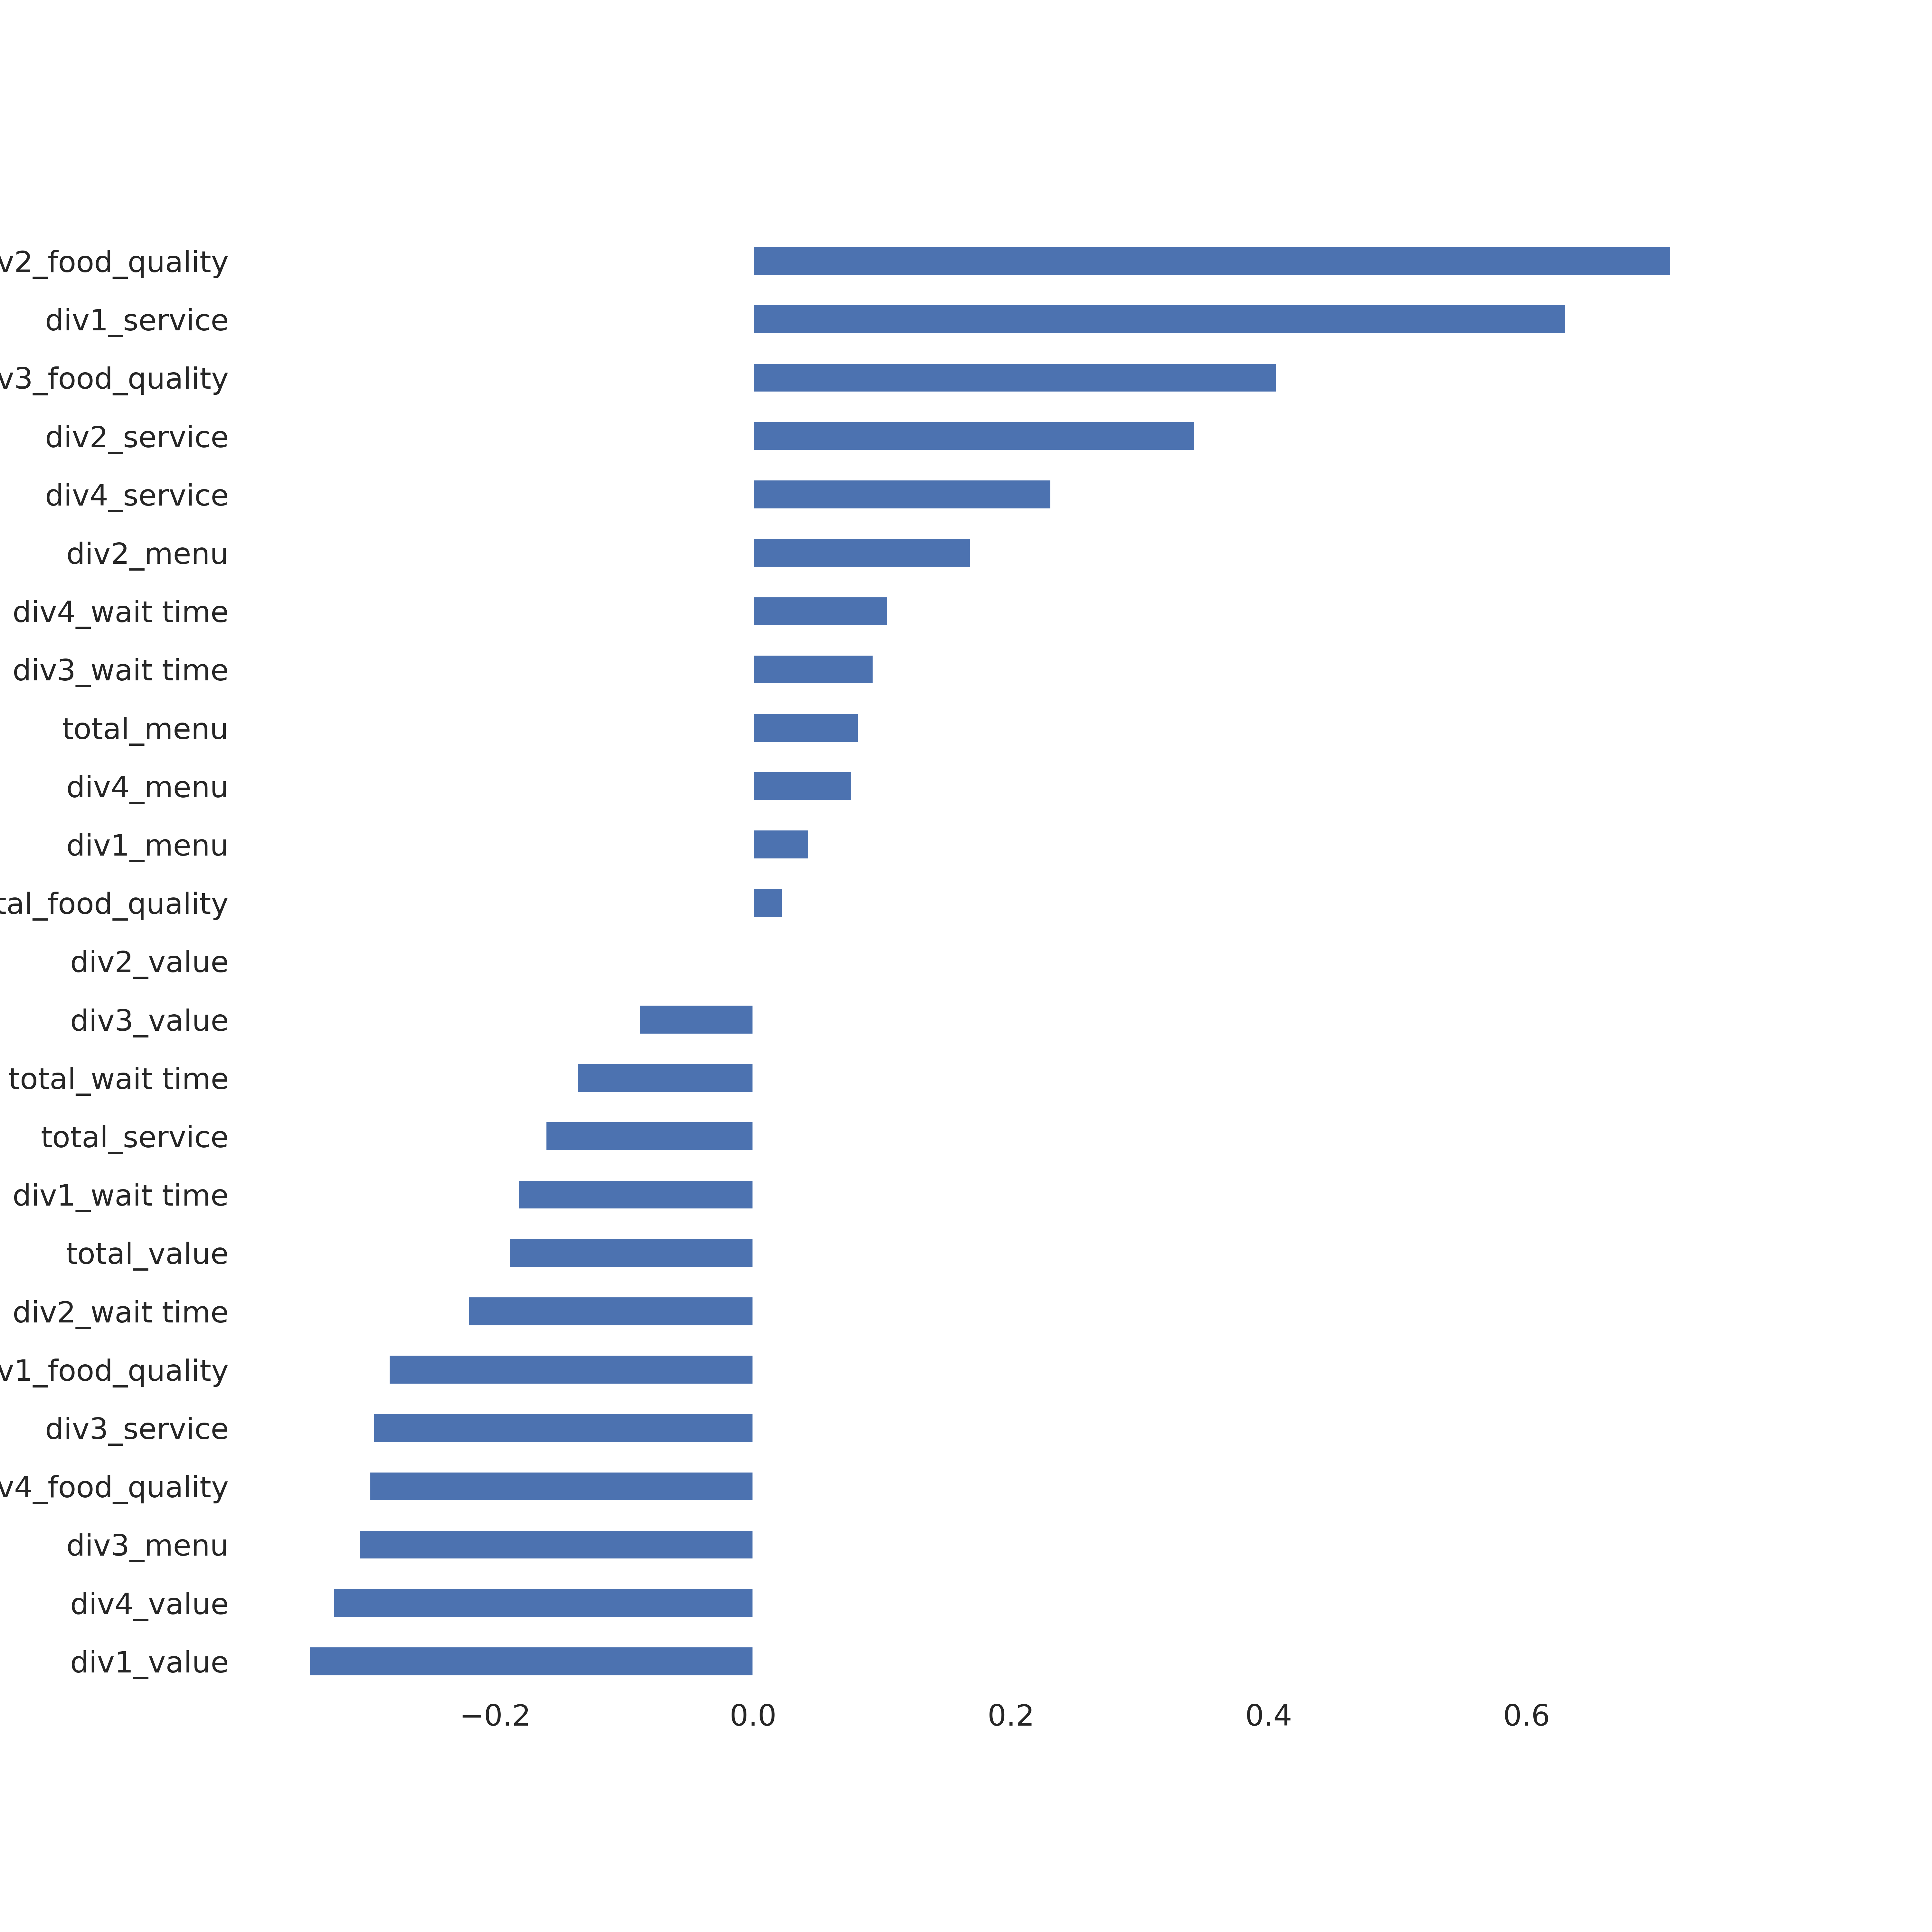 v2_food_quality
div1_service
v3_food_quality
div2_service
div4_service
div2_menu
div4_wait time
div3_wait time
total_menu
div4_menu
div1_menu
tal_food_quality
div2_value
div3_value
total_wait time
total_service
div1_wait time
total_value
div2_wait time
v1_food_quality
div3_service
v4_food_quality
div3_menu
div4_value
div1_value
−0.2 0.0 0.2 0.4 0.6